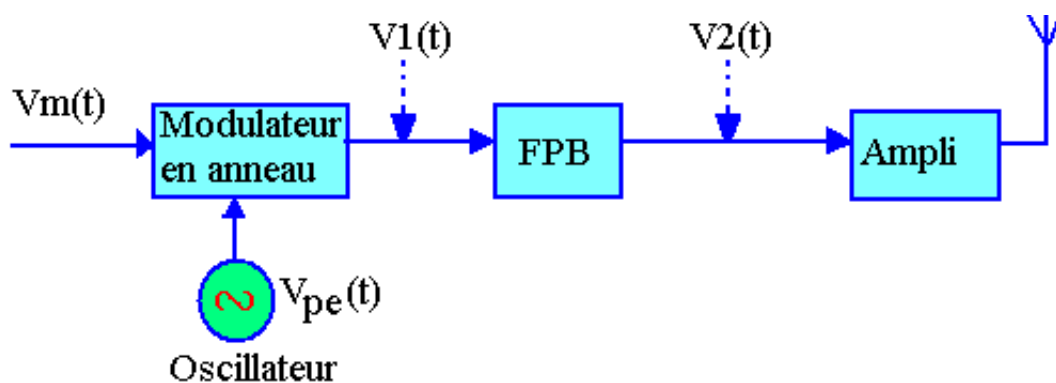 V1(t)
V2(t)
Vm(t)
Modulateur
en anneau
FPB
Ampli
Vpe(t)
Oscillateur